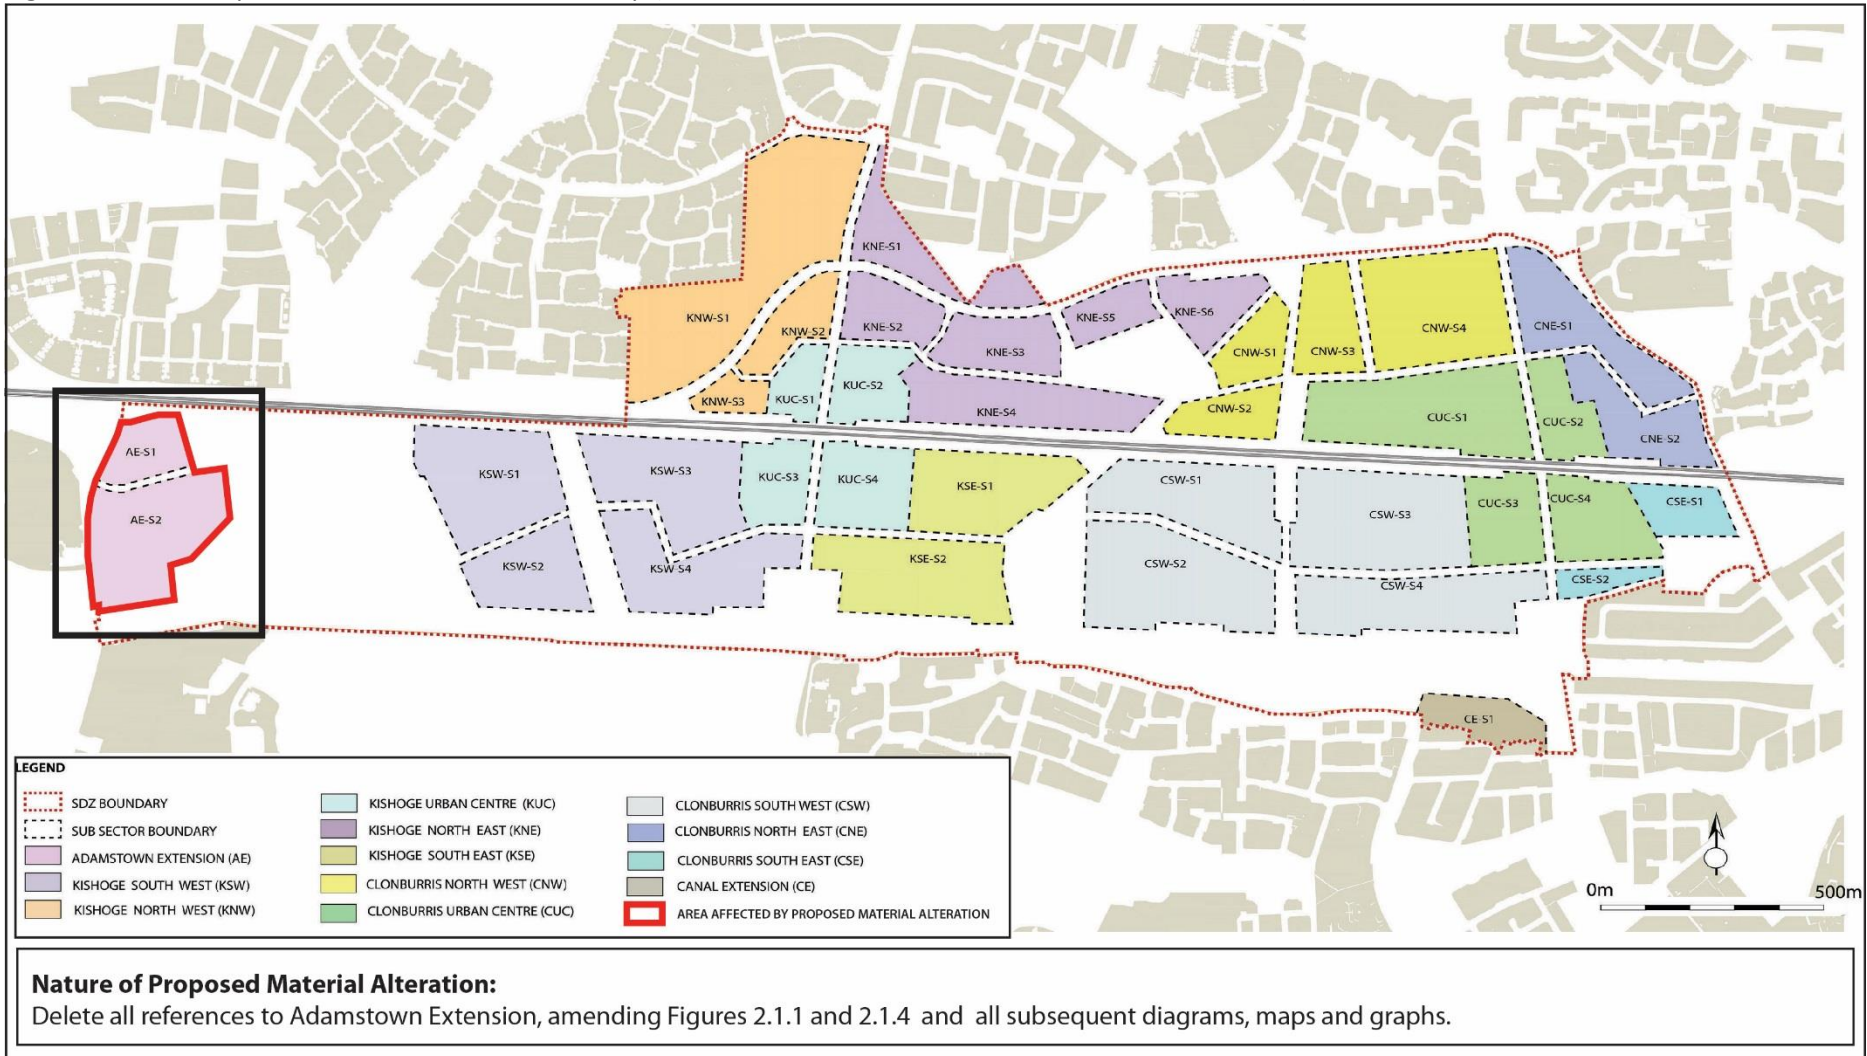 KNE-S1
KNW-S1
KNW-S2
KNE-S2
KNE-S3
KNE-S5
KNE-S6
CNW-S1
CNW-S3
CNW-S4
CNE-S1
KNW-S3
KUC-S1
KUC-S2
KNE-S4
CNW-S2
CUC-S1
CUC-S2
CNE-S2
AE-S1
AE-S2
KSW-S1
KSW-S3
KUC-S3
KUC-S4
KSE-S1
CSW-S1
CSW-S3
CUC-S3
CUC-S4
CSE-S1
KSW-S2
KSW-S4
KSE-S2
CSW-S2
CSW-S4
CSE-S2
CE-S1
LEGEND
SDZ BOUNDARY
SUB SECTOR BOUNDARY
ADAMSTOWN EXTENSION (AE)
KISHOGE SOUTH WEST (KSW)
KISHOGE NORTH WEST (KNW)
KISHOGE URBAN CENTRE (KUC)
KISHOGE NORTH EAST (KNE)
KISHOGE SOUTH EAST (KSE)
CLONBURRIS NORTH WEST (CNW)
CLONBURRIS URBAN CENTRE (CUC)
CLONBURRIS SOUTH WEST (CSW)
CLONBURRIS NORTH EAST (CNE)
CLONBURRIS SOUTH EAST (CSE)
CANAL EXTENSION (CE)
AREA AFFECTED BY PROPOSED MATERIAL ALTERATION
0m 500m
Nature of Proposed Material Alteration:
Delete all references to Adamstown Extension, amending Figures 2.1.1 and 2.1.4 and all subsequent diagrams, maps and graphs.